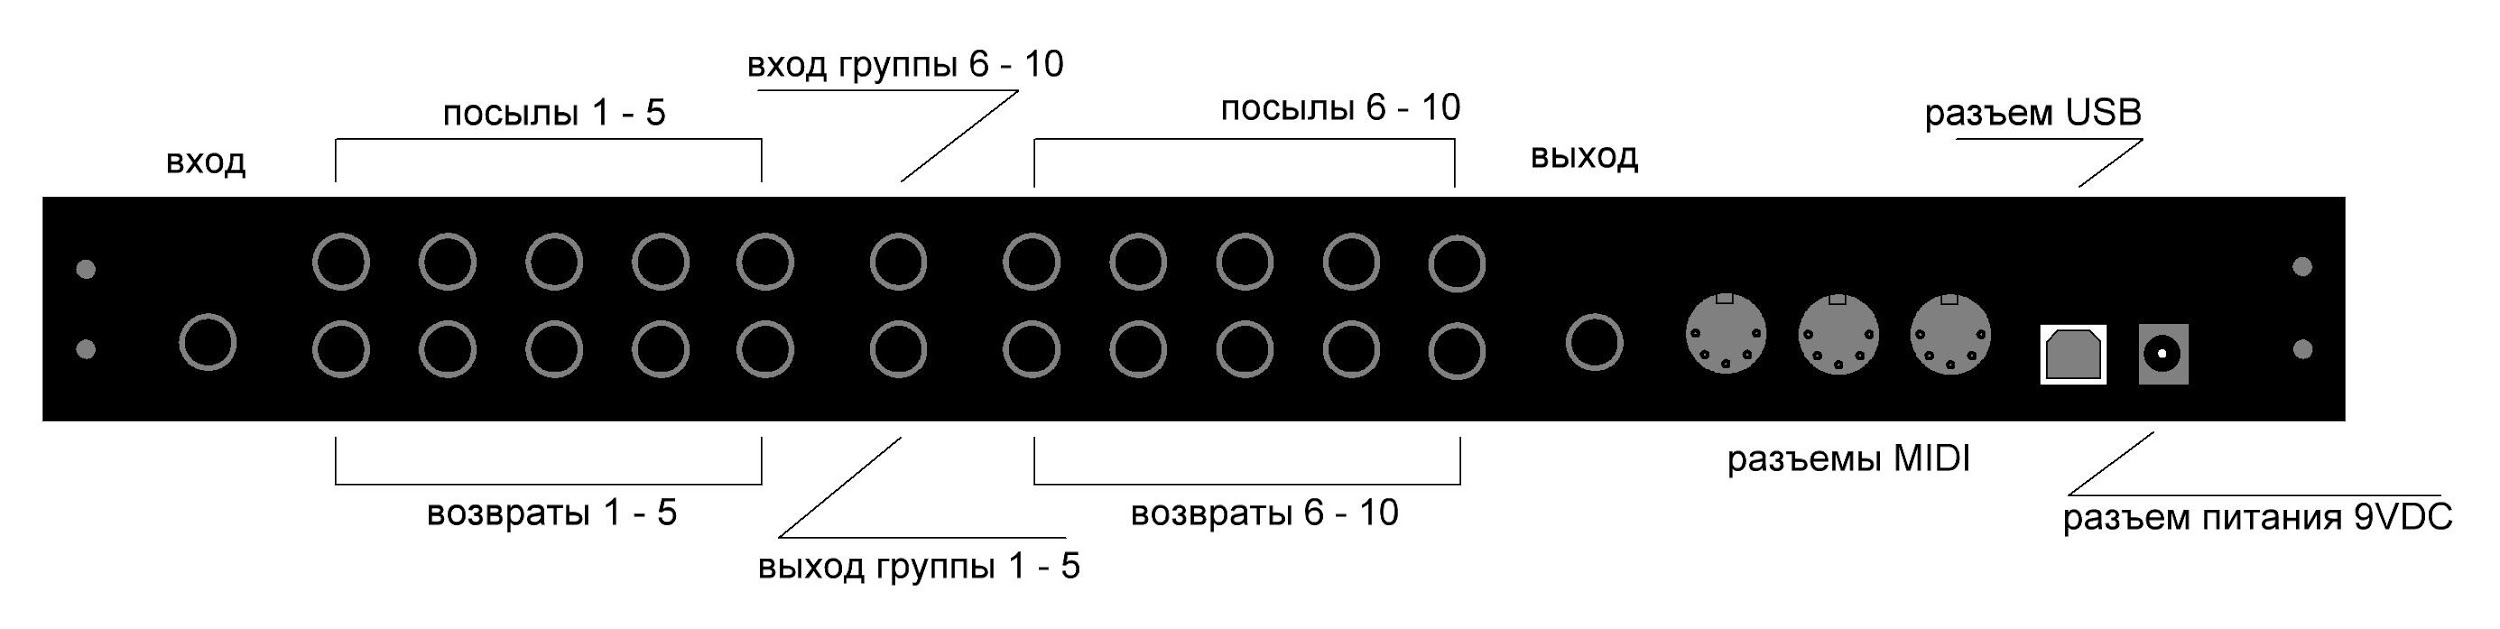 вход группы 6 - 10
посылы 1 - 5
посылы 6 - 10
разъем USB
вход
выход
разъемы MIDI
возвраты 1 - 5
возвраты 6 - 10
разъем питания 9VDC
выход группы 1 - 5